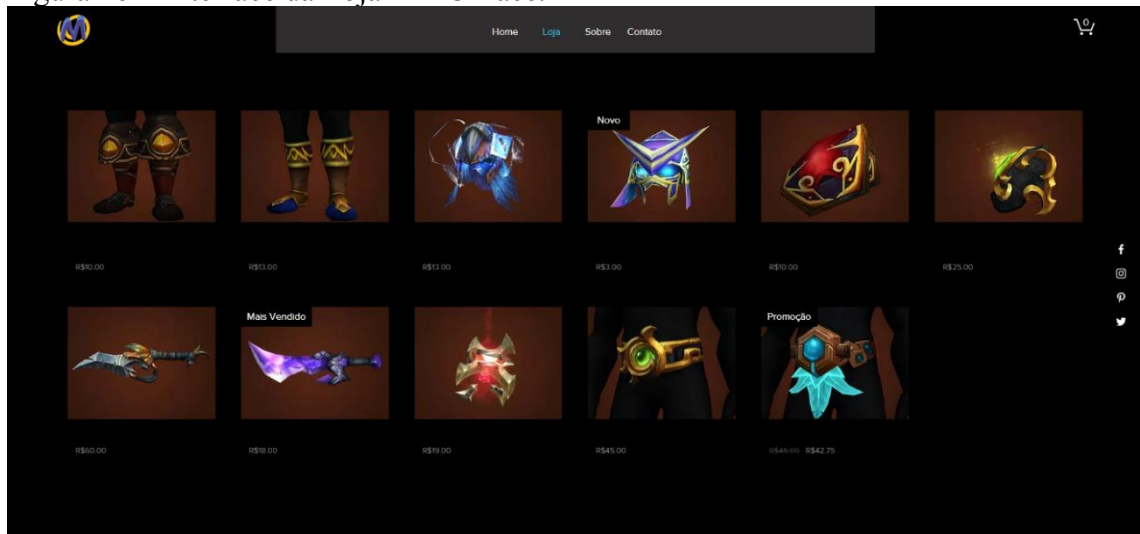 Home Loja Sobre Contato
0
Novo
R$10.00 R$13.00 R$13.00 R$3.00 R$10.00 R$25.00
Mais Vendido Promoção
R$60.00 R$18.00 R$19.00 R$45.00 R$45.00 R$42.75